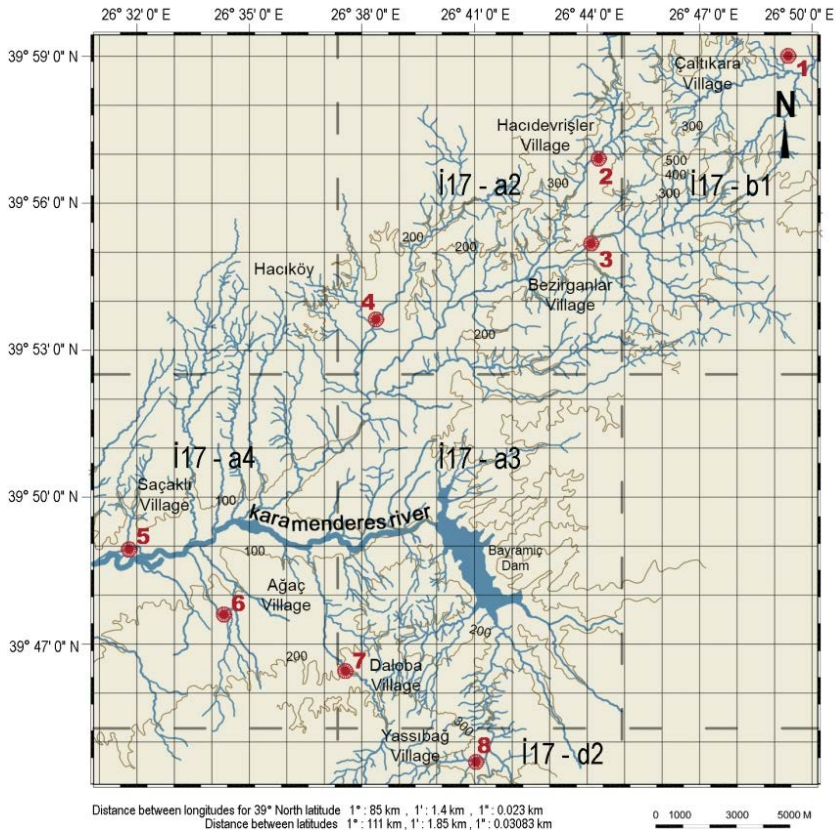 26° 32' 0" E 26° 35' 0" E 26° 38' 0" E 26° 41' 0" E 26° 44' 0" E 26° 47' 0" E 26° 50' 0" E
39° 59' 0" N
Çaltıkara
Village
1
N
300
Hacıdevrişler
Village
2
500
400
300
300
İ17 - a2
İ17 - b1
39° 56' 0" N
200
200
3
Hacıköy
Bezirganlar
Village
4
200
39° 53' 0" N
İ17 - a4
İ17 - a3
Saçaklı
Village
100
39° 50' 0" N
karamenderes river
5
100
Bayramiç
Dam
Ağaç
Village
6
200
39° 47' 0" N
200
7
Daloba
Village
300
Yassıbağ
Village
8
İ17 - d2
Distance between longitudes for 39° North latitude 1° : 85 km , 1' : 1.4 km , 1" : 0.023 km
Distance between latitudes 1° : 111 km, 1' : 1.85 km , 1" : 0.03083 km
0 1000 3000 5000 M